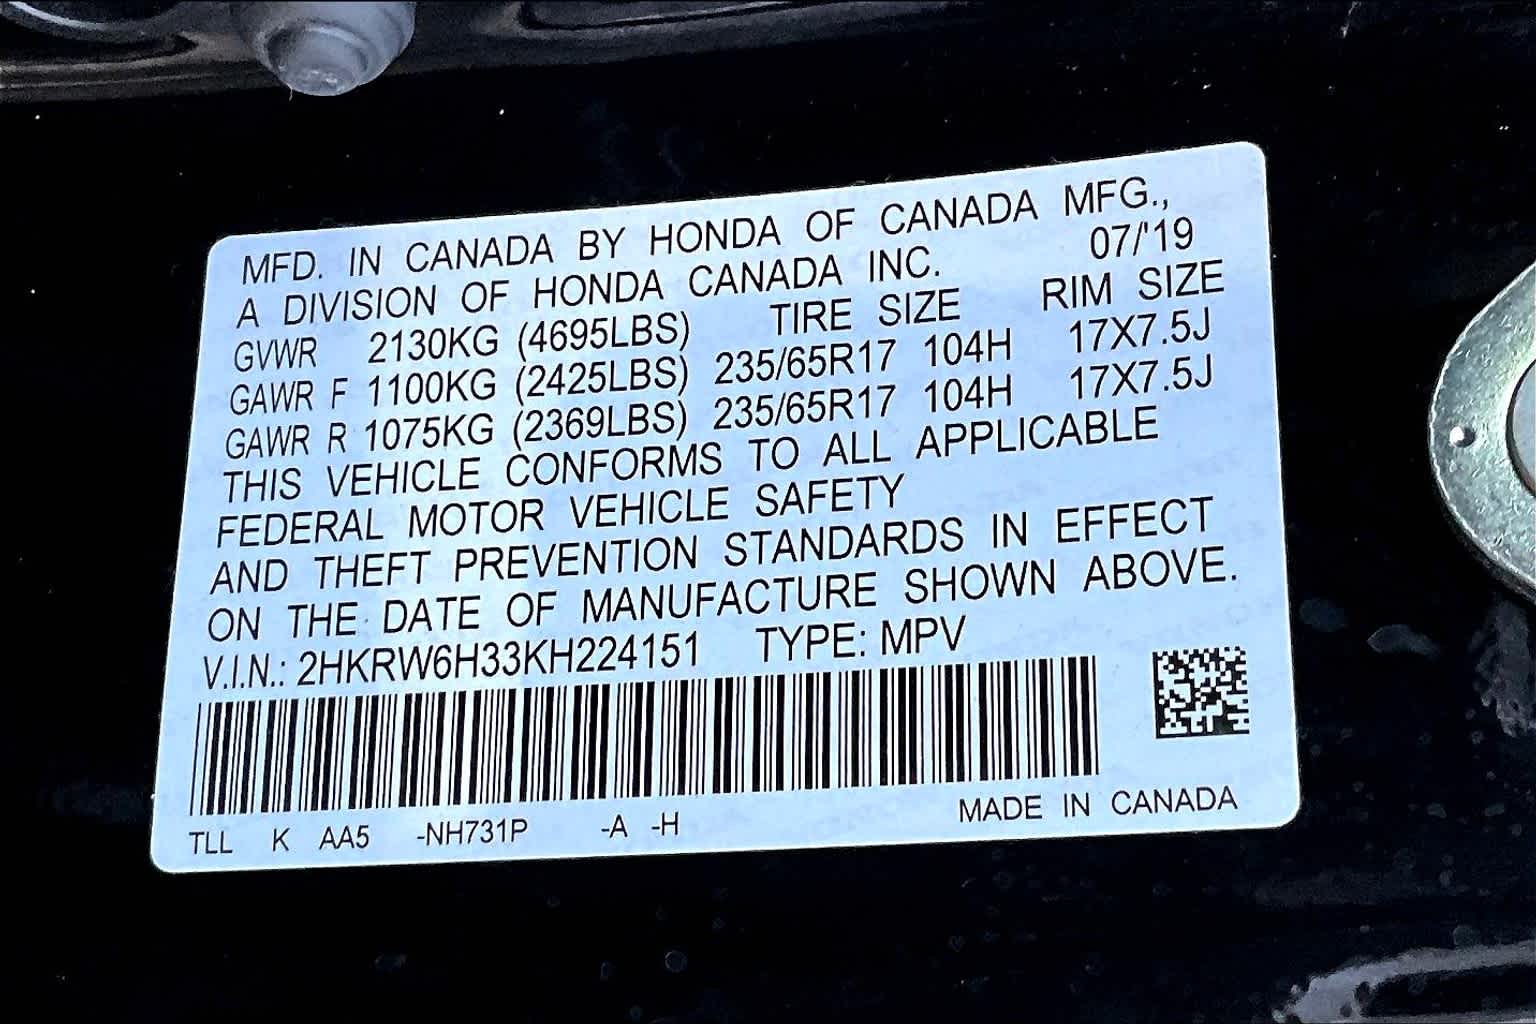 MFD. IN CANADA BY HONDA OF CANADA MFG.,
A DIVISION OF HONDA CANADA INC. 07/'19
GVWR 2130KG (4695LBS) TIRE SIZE RIM SIZE
GAWR F 1100KG (2425LBS) 235/65R17 104H 17X7.5J
GAWR R 1075KG (2369LBS) 235/65R17 104H 17X7.5J
THIS VEHICLE CONFORMS TO ALL APPLICABLE
FEDERAL MOTOR VEHICLE SAFETY
AND THEFT PREVENTION STANDARDS IN EFFECT
ON THE DATE OF MANUFACTURE SHOWN ABOVE.
V.I.N.: 2HKRW6H33KH224151 TYPE: MPV
TLL K AA5 -NH731P -A -H MADE IN CANADA